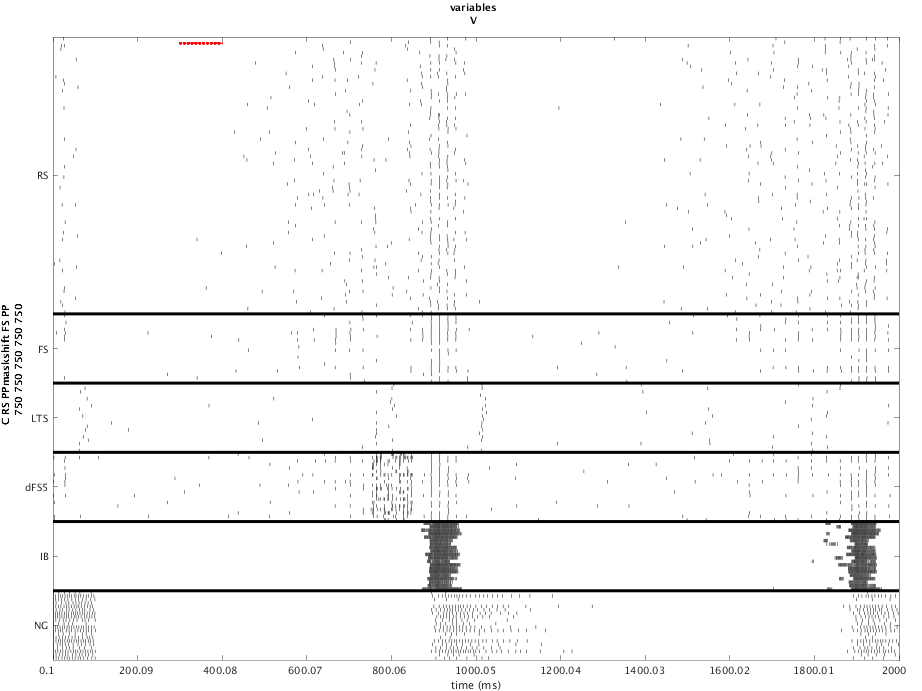 variables
V
C RS PPmaskshift FS PP
750 750 750 750 750 750
RS
FS
LTS
dFS5
IB
NG
0.1 200.09 400.08 600.07 800.06 1000.05 1200.04 1400.03 1600.02 1800.01 2000
time (ms)